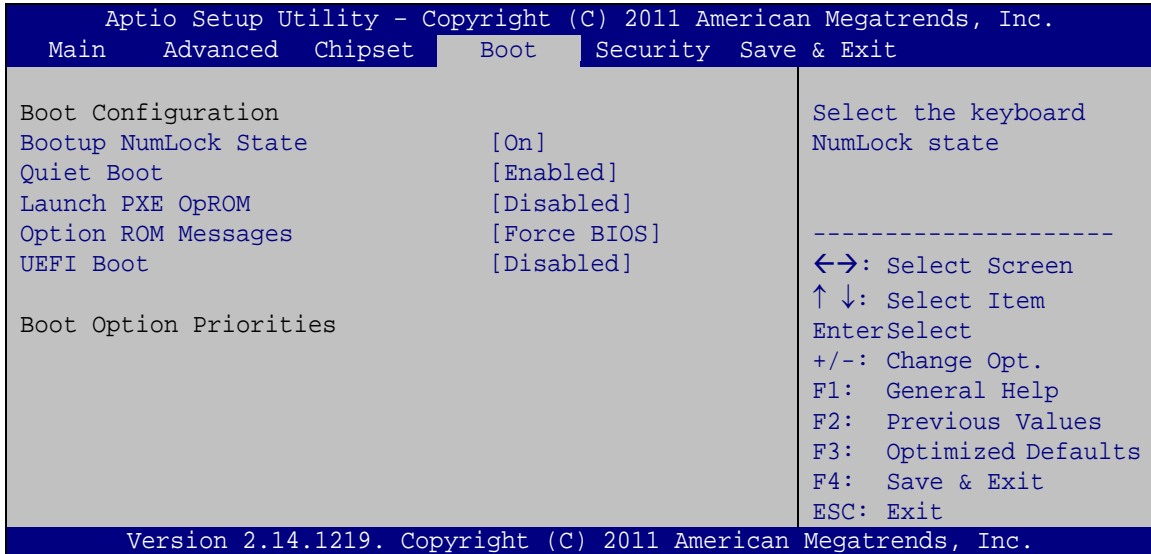 Aptio Setup Utility – Copyright (C) 2011 American Megatrends, Inc.
Main Advanced Chipset Boot Security Save & Exit
Boot Configuration
Bootup NumLock State [On]
Quiet Boot [Enabled]
Launch PXE OpROM [Disabled]
Option ROM Messages [Force BIOS]
UEFI Boot [Disabled]
Boot Option Priorities
Select the keyboard
NumLock state
---------------------
←→: Select Screen
↑ ↓: Select Item
EnterSelect
+/-: Change Opt.
F1: General Help
F2: Previous Values
F3: Optimized Defaults
F4: Save & Exit
ESC: Exit
Version 2.14.1219. Copyright (C) 2011 American Megatrends, Inc.